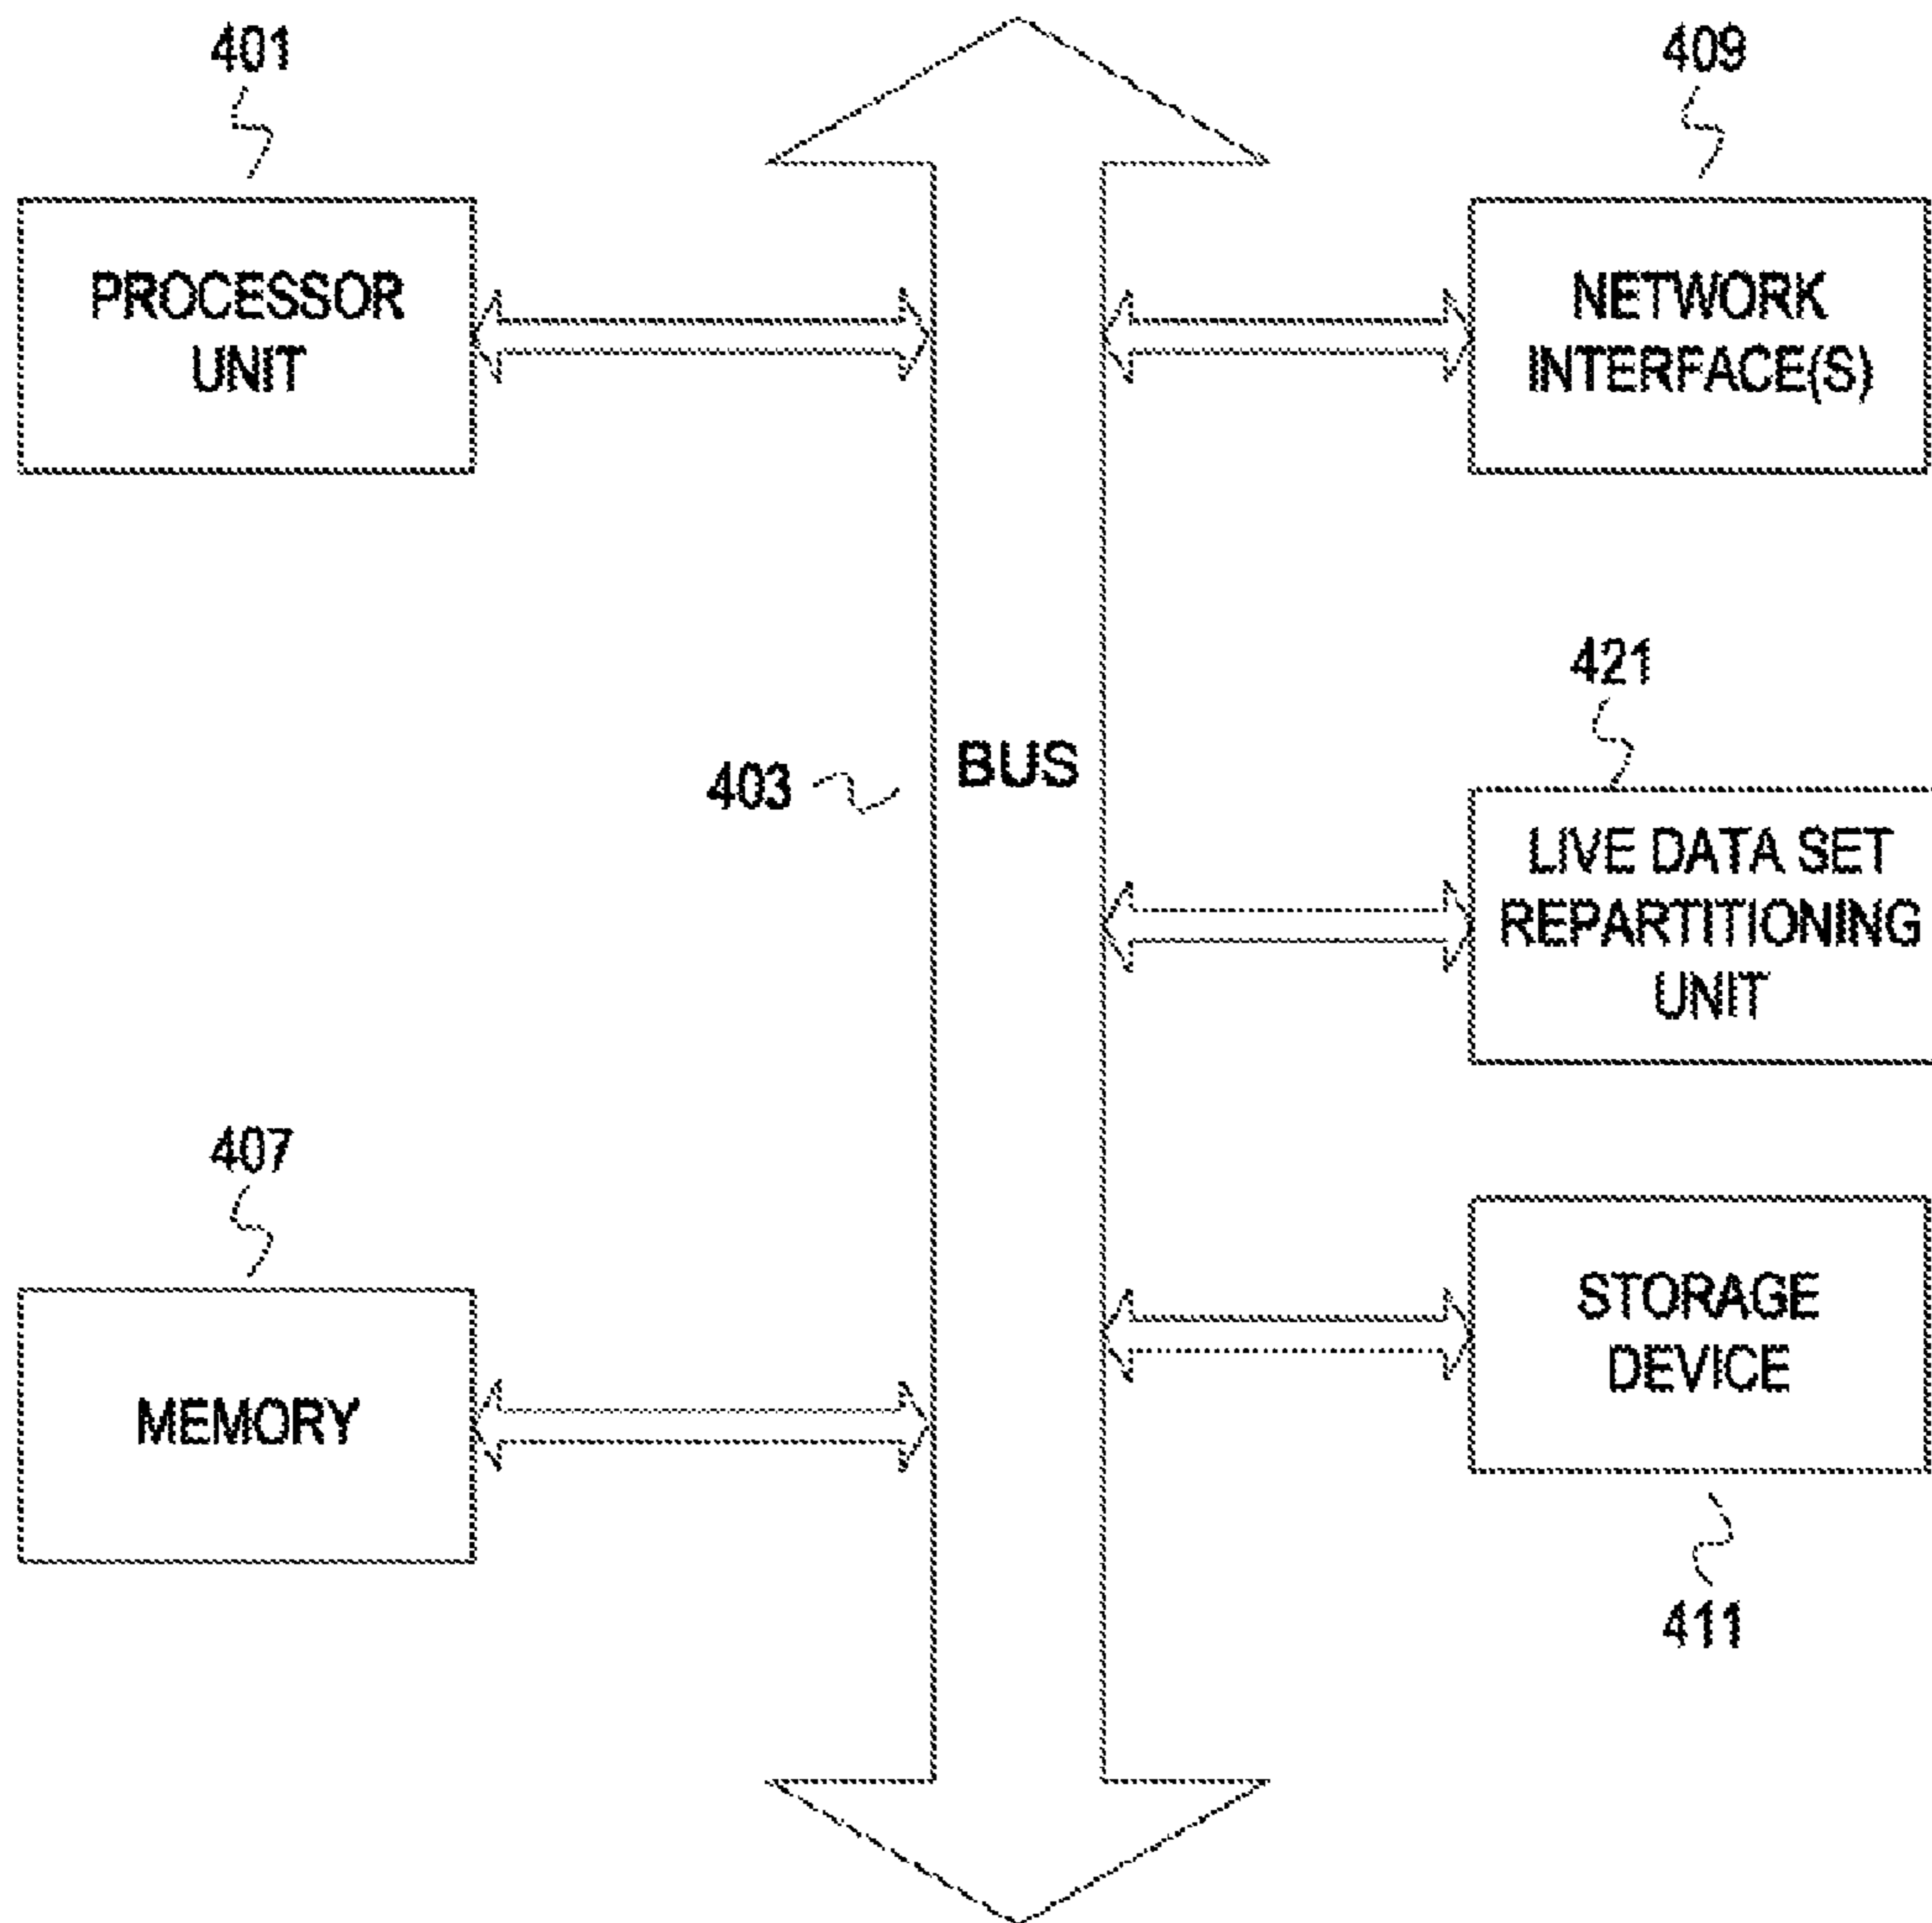 401
PROCESSOR
UNIT
409
NETWORK
INTERFACE(S)
403
BUS
421
LIVE DATA SET
REPARTITIONING
UNIT
407
MEMORY
STORAGE
DEVICE
411